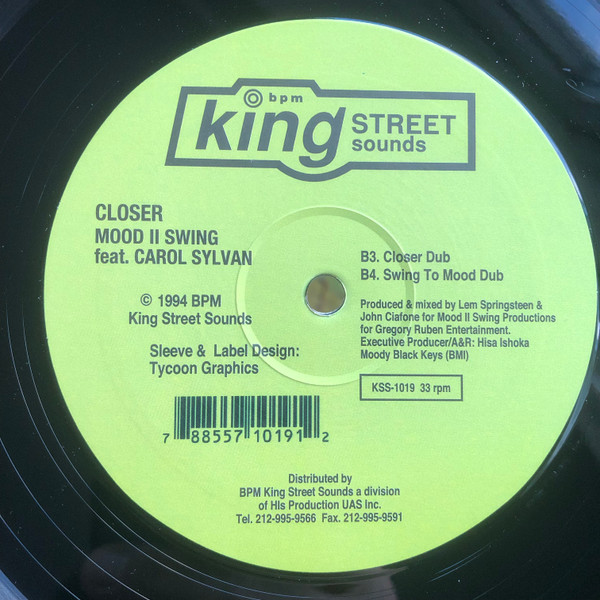 bpm
king STREET
sounds
CLOSER
MOOD II SWING
feat. CAROL SYLVAN
B3. Closer Dub
B4. Swing To Mood Dub
© 1994 BPM
King Street Sounds
Sleeve & Label Design:
Tycoon Graphics
Produced & mixed by Lem Springsteen &
John Ciafone for Mood II Swing Productions
for Gregory Ruben Entertainment.
Executive Producer/A&R: Hisa Ishoka
Moody Black Keys (BMI)
KSS-1019 33 rpm
7 88557 10191 2
Distributed by
BPM King Street Sounds a division
of HIs Production UAS Inc.
Tel. 212-995-9566 Fax. 212-995-9591